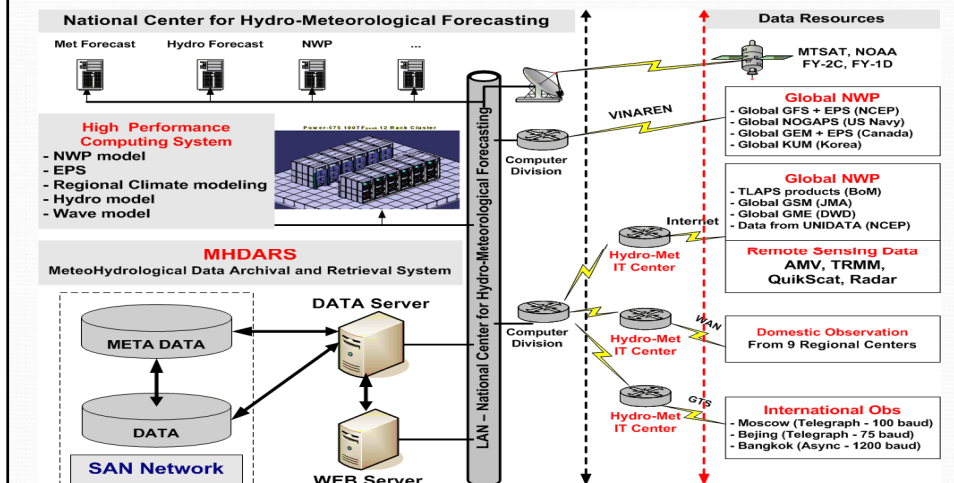 National Center for Hydro-Meteorological Forecasting
Data Resources
Met Forecast
Hydro Forecast
NWP
...
MTSAT, NOAA
FY-2C, FY-1D
High Performance
Computing System
- NWP model
- EPS
- Regional Climate modeling
- Hydro model
- Wave model
12 Rack Cluster
LAN – National Center for Hydro-Meteorological Forecasting
VINAREN
Computer
Division
Global NWP
- Global GFS + EPS (NCEP)
- Global NOGAPS (US Navy)
- Global GEM + EPS (Canada)
- Global KUM (Korea)
Global NWP
- TLAPS products (BoM)
- Global GSM (JMA)
- Global GME (DWD)
- Data from UNIDATA (NCEP)
Internet
Hydro-Met
IT Center
Remote Sensing Data
AMV, TRMM,
QuikScat, Radar
MHDARS
MeteoHydrological Data Archival and Retrieval System
META DATA
DATA
SAN Network
DATA Server
WEB Server
Computer
Division
WAN
Hydro-Met
IT Center
Domestic Observation
From 9 Regional Centers
GTS
Hydro-Met
IT Center
International Obs
- Moscow (Telegraph - 100 baud)
- Bejing (Telegraph - 75 baud)
- Bangkok (Async - 1200 baud)